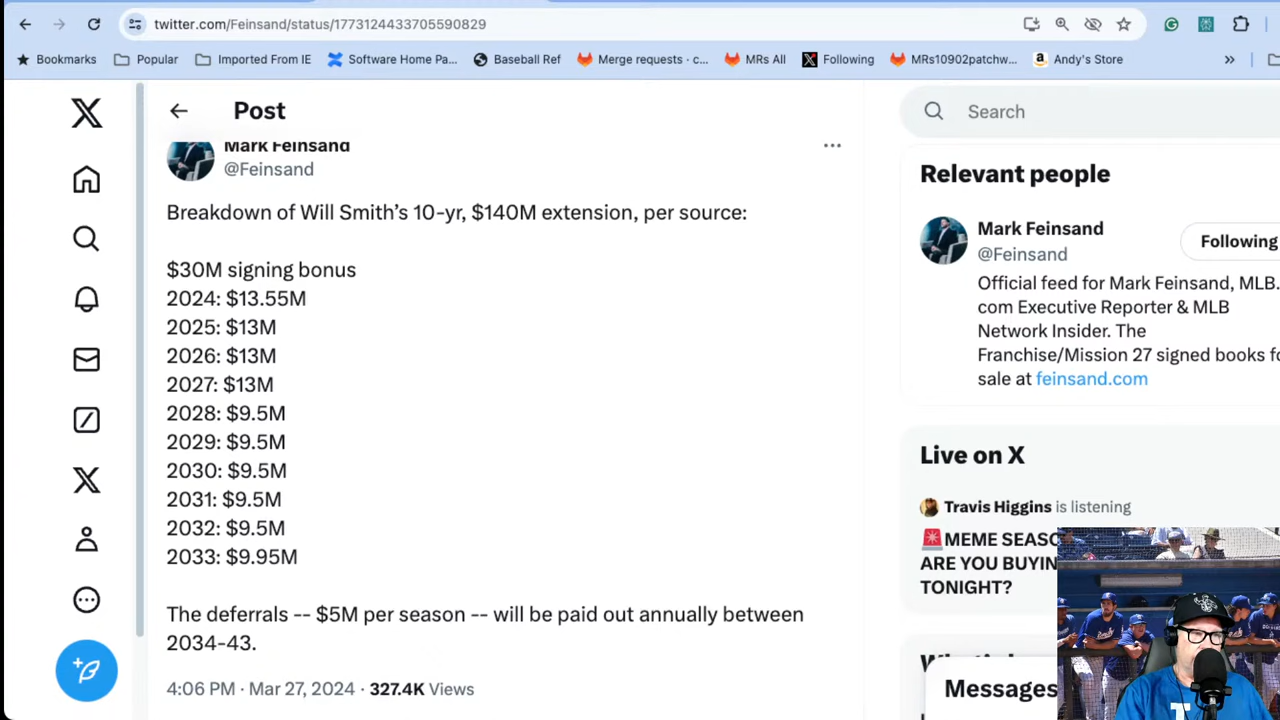 twitter.com/Feinsand/status/1773124433705590829
Bookmarks Popular Imported From IE Software Home Pa... Baseball Ref Merge requests · c... MRs All Following MRs10902patchw... Andy's Store
Post
Mark Feinsand
@Feinsand
Breakdown of Will Smith's 10-yr, $140M extension, per source:
$30M signing bonus
2024: $13.55M
2025: $13M
2026: $13M
2027: $13M
2028: $9.5M
2029: $9.5M
2030: $9.5M
2031: $9.5M
2032: $9.5M
2033: $9.95M
The deferrals -- $5M per season -- will be paid out annually between
2034-43.
4:06 PM · Mar 27, 2024 · 327.4K Views
Search
Relevant people
Mark Feinsand
@Feinsand
Following
Official feed for Mark Feinsand, MLB.
com Executive Reporter & MLB
Network Insider. The
Franchise/Mission 27 signed books fo
sale at feinsand.com
Live on X
Travis Higgins is listening
🚨MEME SEASO
ARE YOU BUYIN
TONIGHT?
Messages